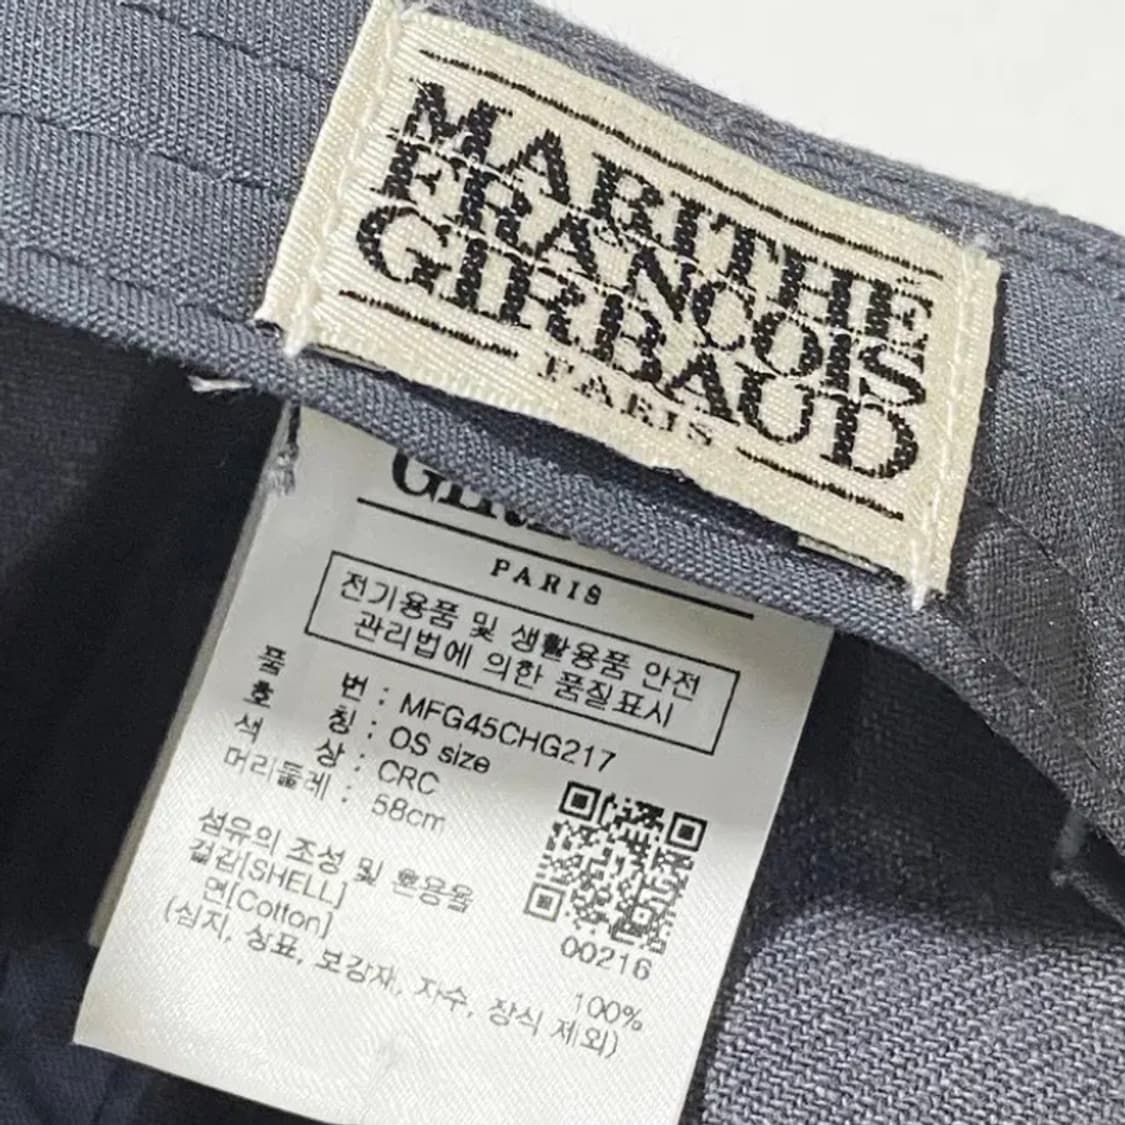 MARITHE
FRANCOIS
GIRBAUD
PARIS
PARIS
전기용품 및 생활용품 안전
관리법에 의한 품질표시
품 번 : MFG45CHG217
호 칭 : OS size
색 상 : CRC
머리둘레 : 58cm
00216
섬유의 조성 및 혼용율
겉감[SHELL]
면[Cotton] 100%
(심지, 상표, 보강재, 자수, 장식 제외)